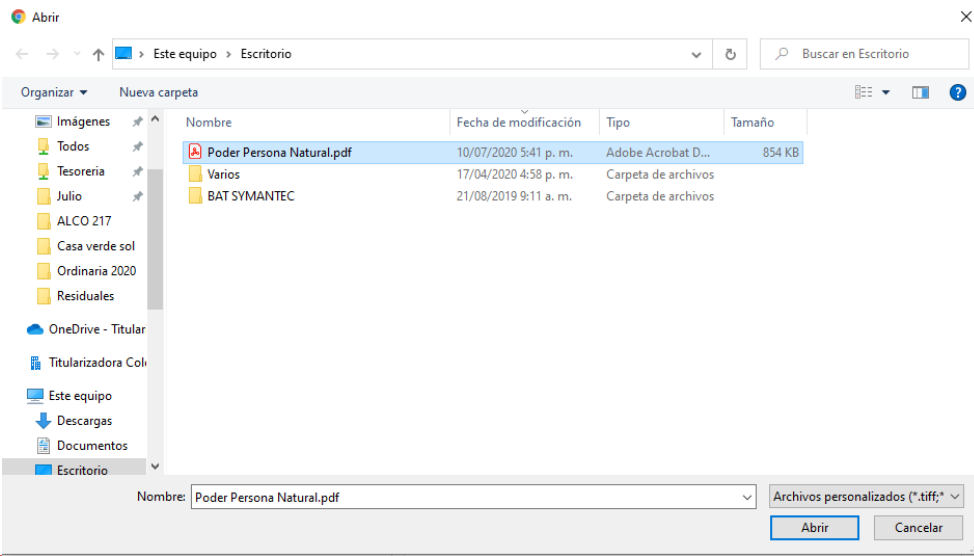 Abrir
Este equipo > Escritorio
Buscar en Escritorio
Organizar
Nueva carpeta
Imágenes
Todos
Tesoreria
Julio
ALCO 217
Casa verde sol
Ordinaria 2020
Residuales
OneDrive - Titular
Titularizadora Col
Este equipo
Descargas
Documentos
Escritorio
Nombre Fecha de modificación Tipo Tamaño
Poder Persona Natural.pdf 10/07/2020 5:41 p. m. Adobe Acrobat D... 854 KB
Varios 17/04/2020 4:58 p. m. Carpeta de archivos
BAT SYMANTEC 21/08/2019 9:11 a. m. Carpeta de archivos
Nombre: Poder Persona Natural.pdf
Archivos personalizados (*.tiff;*
Abrir
Cancelar